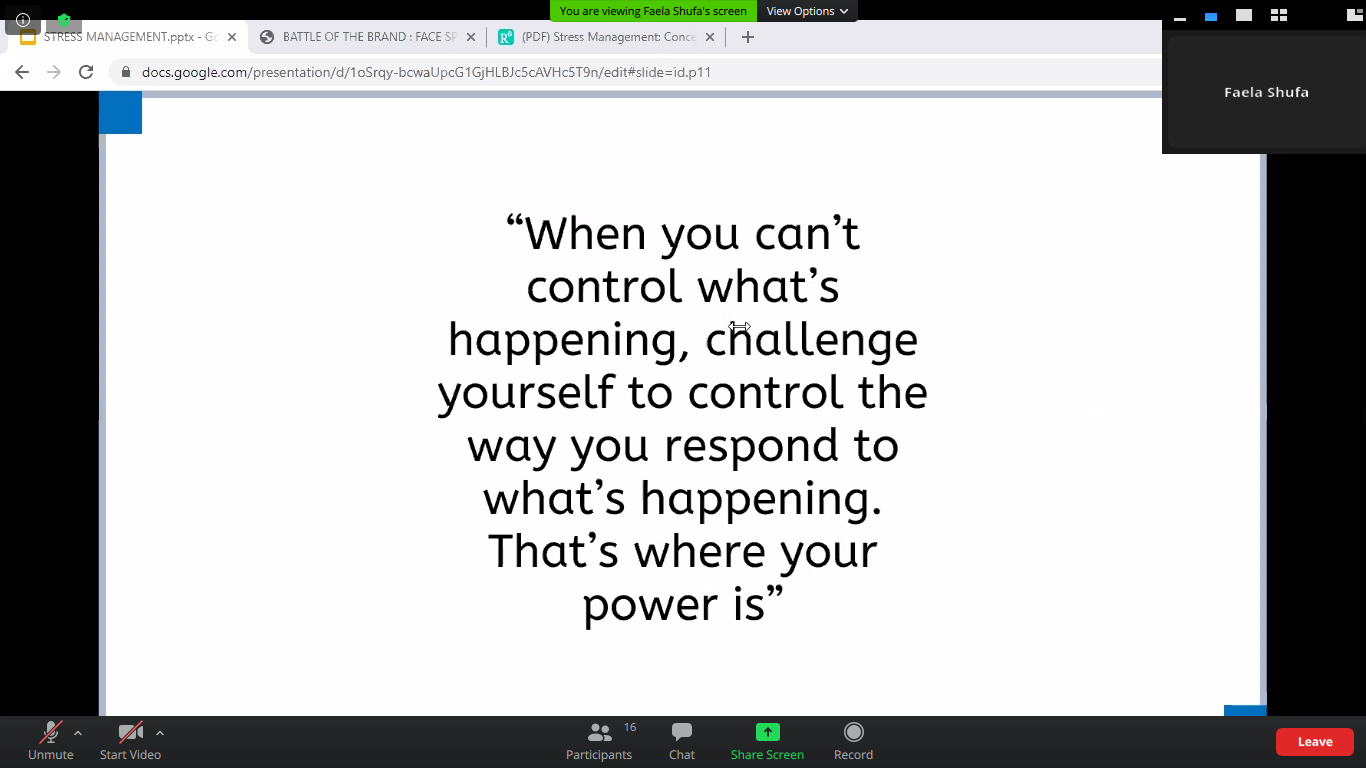 You are viewing Faela Shufa's screen
View Options
STRESS MANAGEMENT.pptx - Go
BATTLE OF THE BRAND : FACE SP
R⁶ (PDF) Stress Management: Conce
docs.google.com/presentation/d/1oSrqy-bcwaUpcG1GjHLBJc5cAVHc5T9n/edit#slide=id.p11
Faela Shufa
“When you can’t
control what’s
happening, challenge
yourself to control the
way you respond to
what’s happening.
That’s where your
power is”
Unmute
Start Video
Participants
16
Chat
Share Screen
Record
Leave